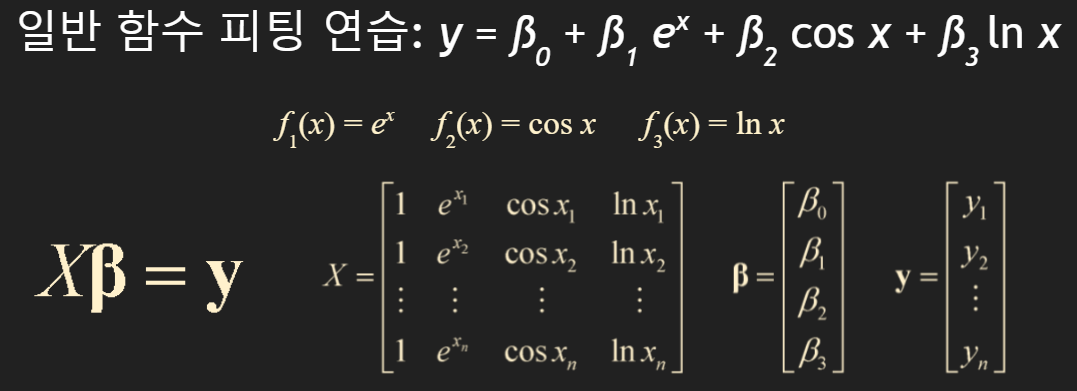 일반 함수 피팅 연습: y = β₀ + β₁ eˣ + β₂ cos x + β₃ ln x
f₁(x) = eˣ f₂(x) = cos x f₃(x) = ln x
Xβ = y X = [1 e^{x₁} cos x₁ ln x₁; 1 e^{x₂} cos x₂ ln x₂; ⋮ ⋮ ⋮ ⋮; 1 e^{xₙ} cos xₙ ln xₙ] β = [β₀; β₁; β₂; β₃] y = [y₁; y₂; ⋮; yₙ]